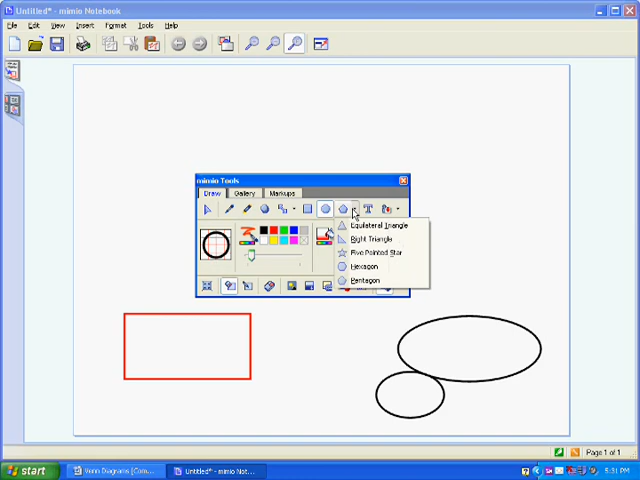 Untitled* - mimio Notebook
File Edit View Insert Format Tools Help
mimio Tools
Draw Gallery Markups
T
Equilateral Triangle
Right Triangle
Five Pointed Star
Hexagon
Pentagon
Page 1 of 1
start Venn Diagrams (Com... Untitled* - mimio Not... 5:31 PM